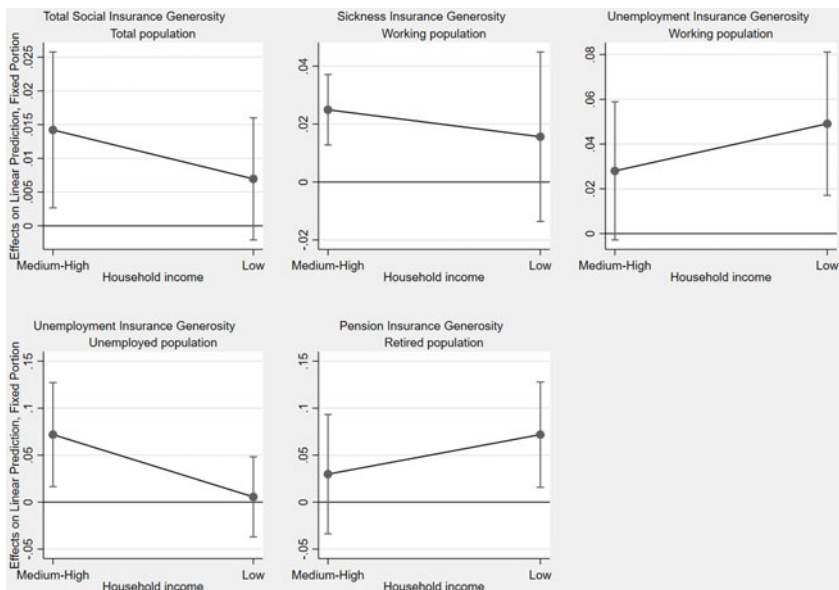 Total Social Insurance Generosity
Total population
Effects on Linear Prediction, Fixed Portion
.025
.02
.015
.01
.005
0
Medium-High
Low
Household income
Sickness Insurance Generosity
Working population
.04
.02
0
-.02
Medium-High
Low
Household income
Unemployment Insurance Generosity
Working population
.08
.06
.04
.02
0
Medium-High
Low
Household income
Unemployment Insurance Generosity
Unemployed population
Effects on Linear Prediction, Fixed Portion
.15
.1
.05
0
-.05
Medium-High
Low
Household income
Pension Insurance Generosity
Retired population
.15
.1
.05
0
-.05
Medium-High
Low
Household income